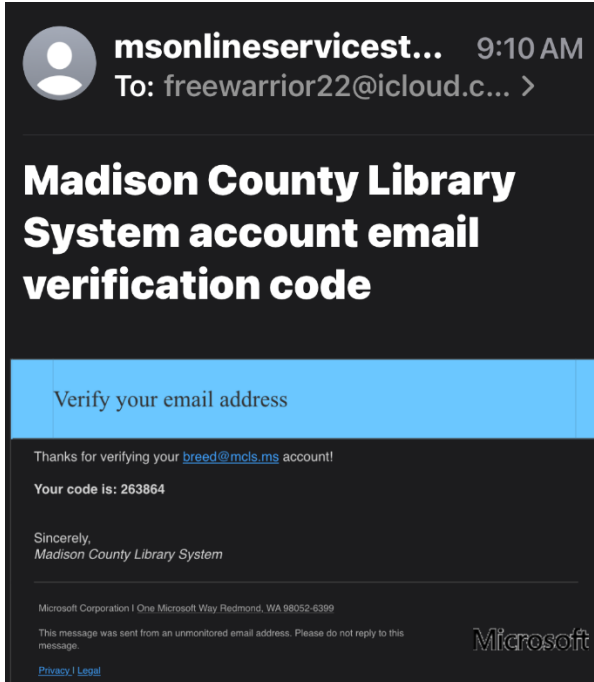 msonlineservicest... 9:10 AM
To: freewarrior22@icloud.c... >
Madison County Library
System account email
verification code
Verify your email address
Thanks for verifying your breed@mcls.ms account!
Your code is: 263864
Sincerely,
Madison County Library System
Microsoft Corporation | One Microsoft Way Redmond, WA 98052-6399
This message was sent from an unmonitored email address. Please do not reply to this
message.
Microsoft
Privacy | Legal